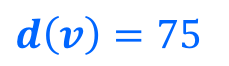 d(v) = 75